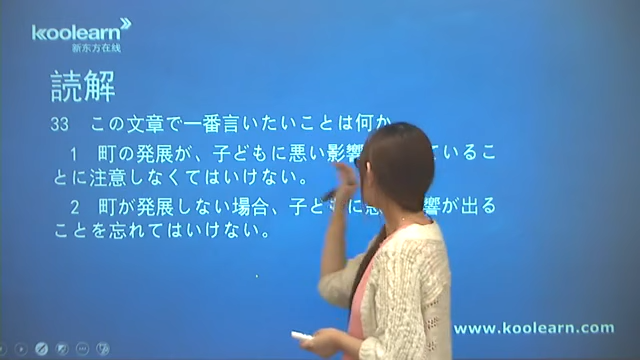 koolearn
新东方在线
読解
33 この文章で一番言いたいことは何か
1 町の発展が、子どもに悪い影響 ているこ
とに注意しなくてはいけない。
2 町が発展しない場合、子ど に 響が出る
ことを忘れてはいけない。
www.koolearn.com